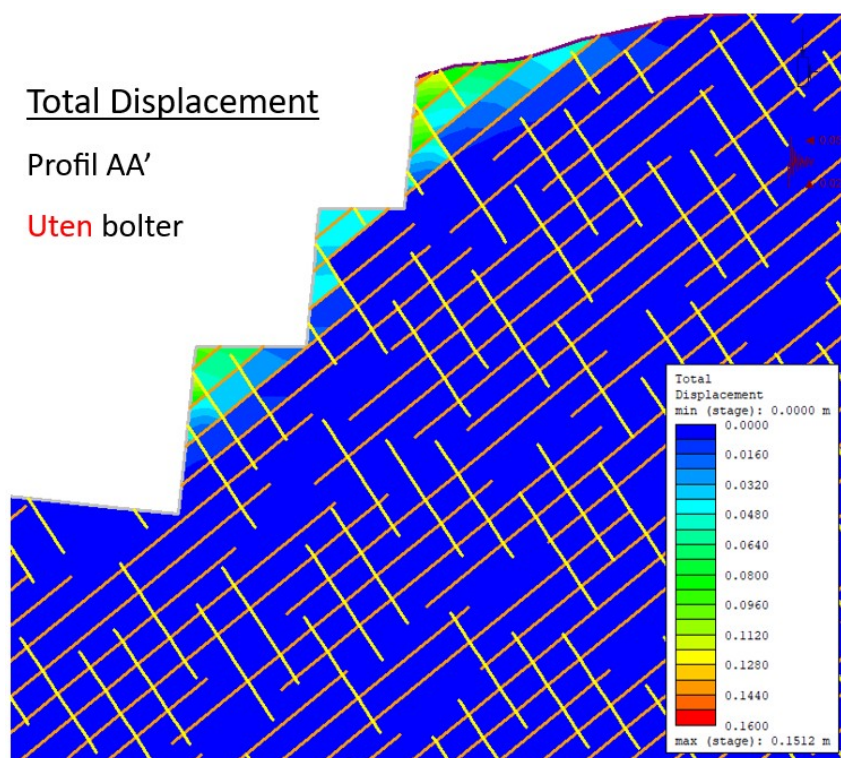 Total Displacement
Profil AA’
Uten bolter
Total
Displacement
min (stage): 0.0000 m
0.0000
0.0160
0.0320
0.0480
0.0640
0.0800
0.0960
0.1120
0.1280
0.1440
0.1600
max (stage): 0.1512 m